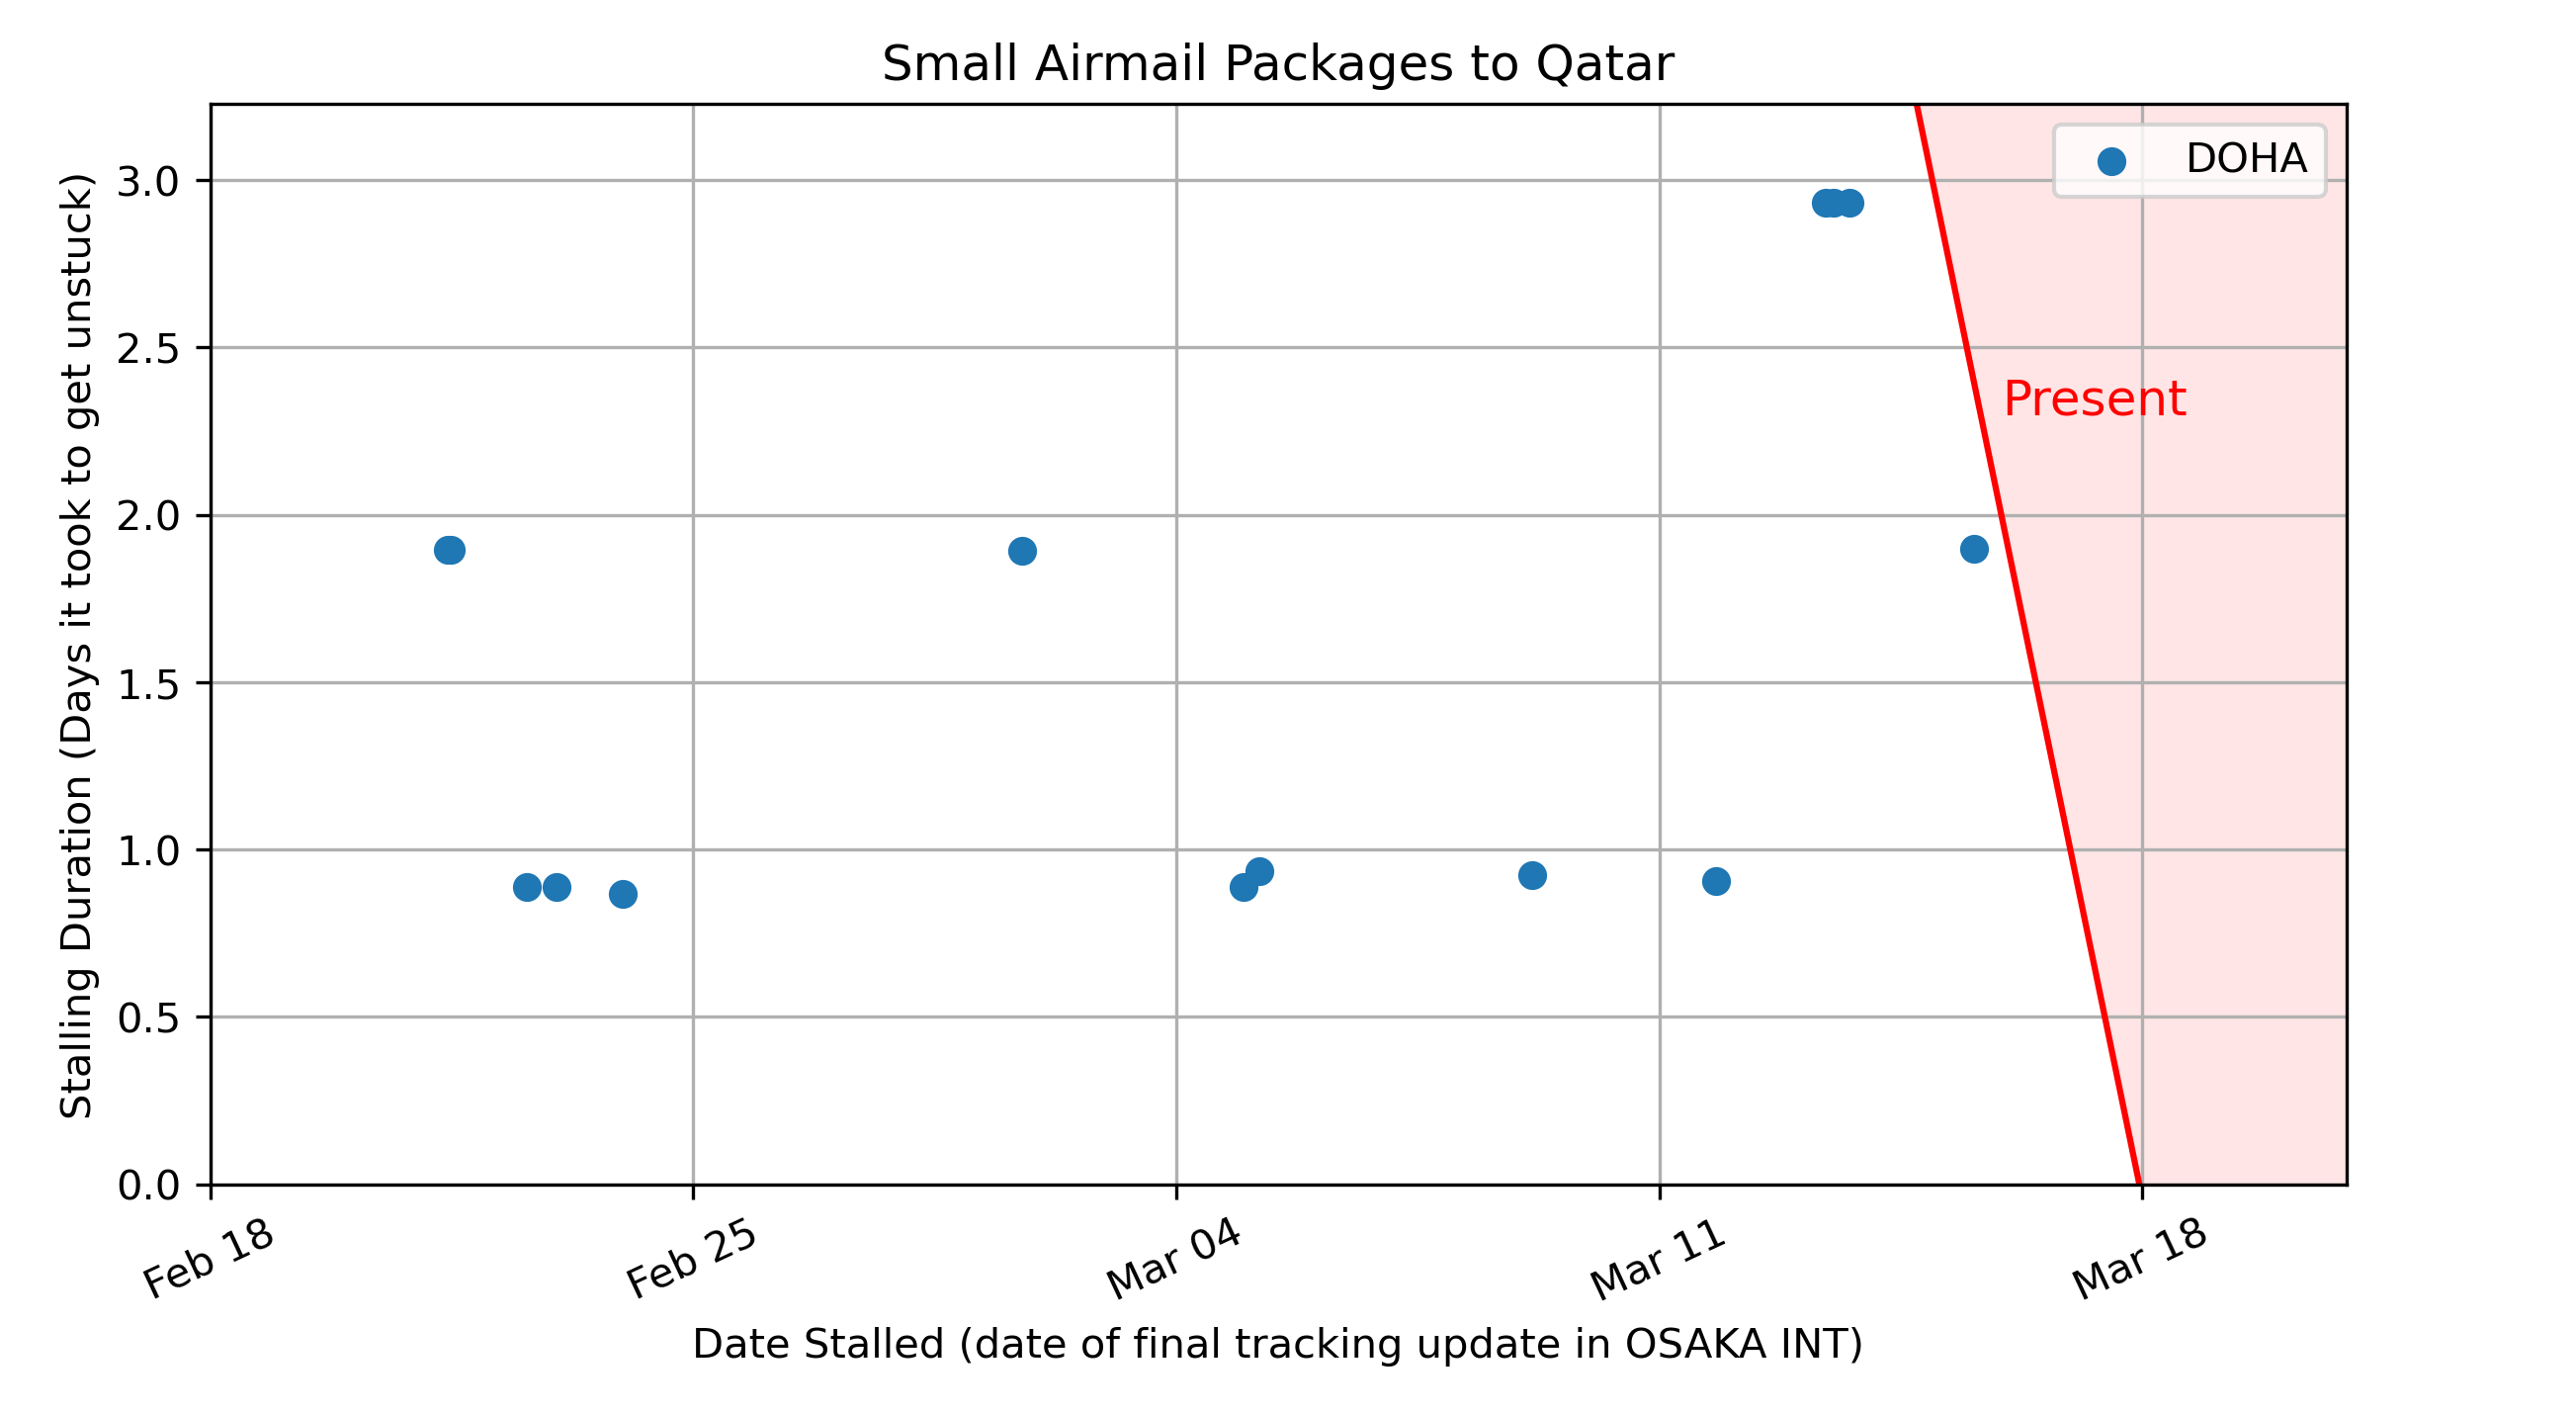 Small Airmail Packages to Qatar
DOHA
Present
Stalling Duration (Days it took to get unstuck)
3.0
2.5
2.0
1.5
1.0
0.5
0.0
Feb 18
Feb 25
Mar 04
Mar 11
Mar 18
Date Stalled (date of final tracking update in OSAKA INT)